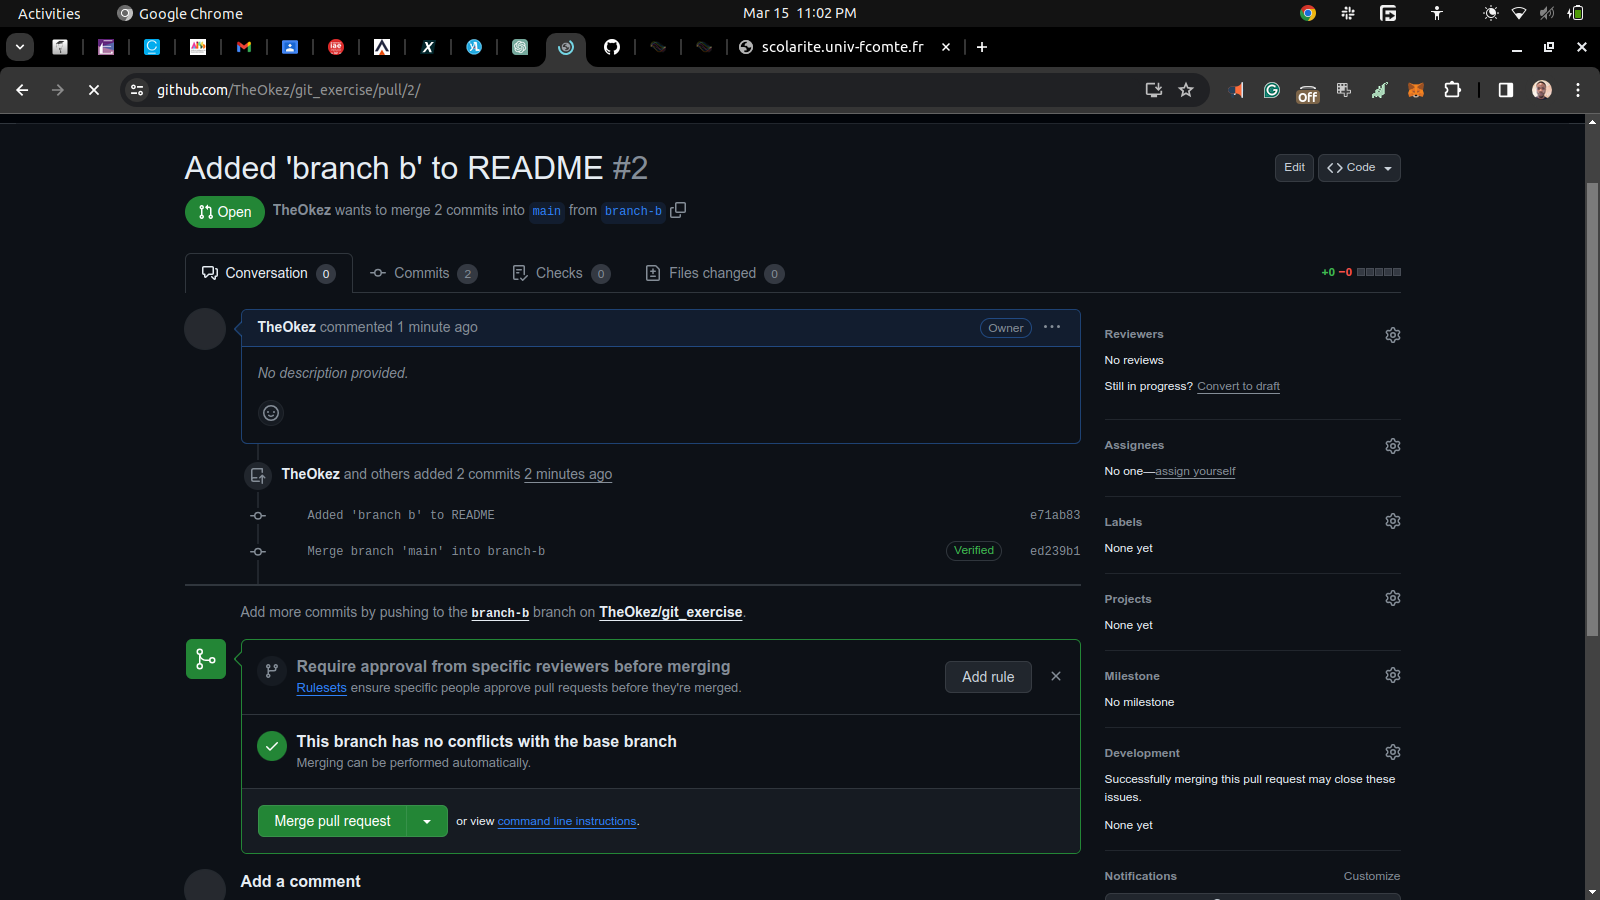 Activities
Google Chrome
Mar 15 11:02 PM
scolarite.univ-fcomte.fr
github.com/TheOkez/git_exercise/pull/2/
Off
Added 'branch b' to README #2
Edit
Code
Open
TheOkez wants to merge 2 commits into main from branch-b
Conversation 0
Commits 2
Checks 0
Files changed 0
+0 −0
TheOkez commented 1 minute ago
Owner
No description provided.
TheOkez and others added 2 commits 2 minutes ago
Added 'branch b' to README
e71ab83
Merge branch 'main' into branch-b
Verified
ed239b1
Add more commits by pushing to the branch-b branch on TheOkez/git_exercise.
Require approval from specific reviewers before merging
Rulesets ensure specific people approve pull requests before they're merged.
Add rule
This branch has no conflicts with the base branch
Merging can be performed automatically.
Merge pull request
or view command line instructions.
Add a comment
Reviewers
No reviews
Still in progress? Convert to draft
Assignees
No one—assign yourself
Labels
None yet
Projects
None yet
Milestone
No milestone
Development
Successfully merging this pull request may close these
issues.
None yet
Notifications
Customize